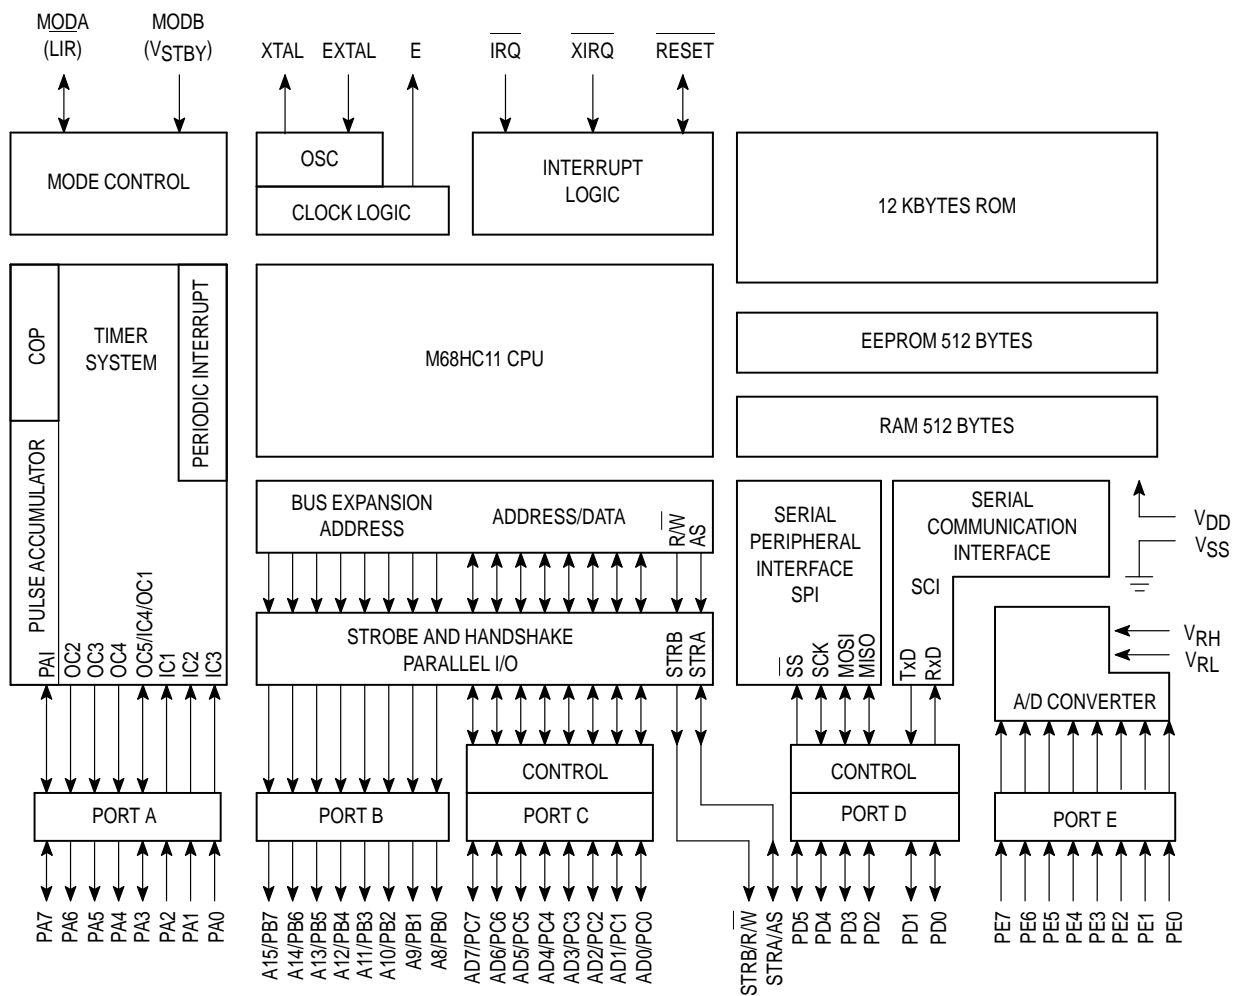 MODA
(LIR)
MODB
(VSTBY)
XTAL
EXTAL
E
IRQ
XIRQ
RESET
MODE CONTROL
OSC
CLOCK LOGIC
INTERRUPT
LOGIC
12 KBYTES ROM
COP
TIMER
SYSTEM
PERIODIC INTERRUPT
PULSE ACCUMULATOR
M68HC11 CPU
EEPROM 512 BYTES
RAM 512 BYTES
PAI
OC2
OC3
OC4
OC5/IC4/OC1
IC1
IC2
IC3
BUS EXPANSION
ADDRESS
ADDRESS/DATA
R/W
AS
STROBE AND HANDSHAKE
PARALLEL I/O
STRB
STRA
SERIAL
PERIPHERAL
INTERFACE
SPI
SS
SCK
MOSI
MISO
SERIAL
COMMUNICATION
INTERFACE
SCI
TxD
RxD
VDD
VSS
VRH
VRL
A/D CONVERTER
CONTROL
CONTROL
PORT A
PORT B
PORT C
PORT D
PORT E
PA7
PA6
PA5
PA4
PA3
PA2
PA1
PA0
A15/PB7
A14/PB6
A13/PB5
A12/PB4
A11/PB3
A10/PB2
A9/PB1
A8/PB0
AD7/PC7
AD6/PC6
AD5/PC5
AD4/PC4
AD3/PC3
AD2/PC2
AD1/PC1
AD0/PC0
STRB/R/W
STRA/AS
PD5
PD4
PD3
PD2
PD1
PD0
PE7
PE6
PE5
PE4
PE3
PE2
PE1
PE0